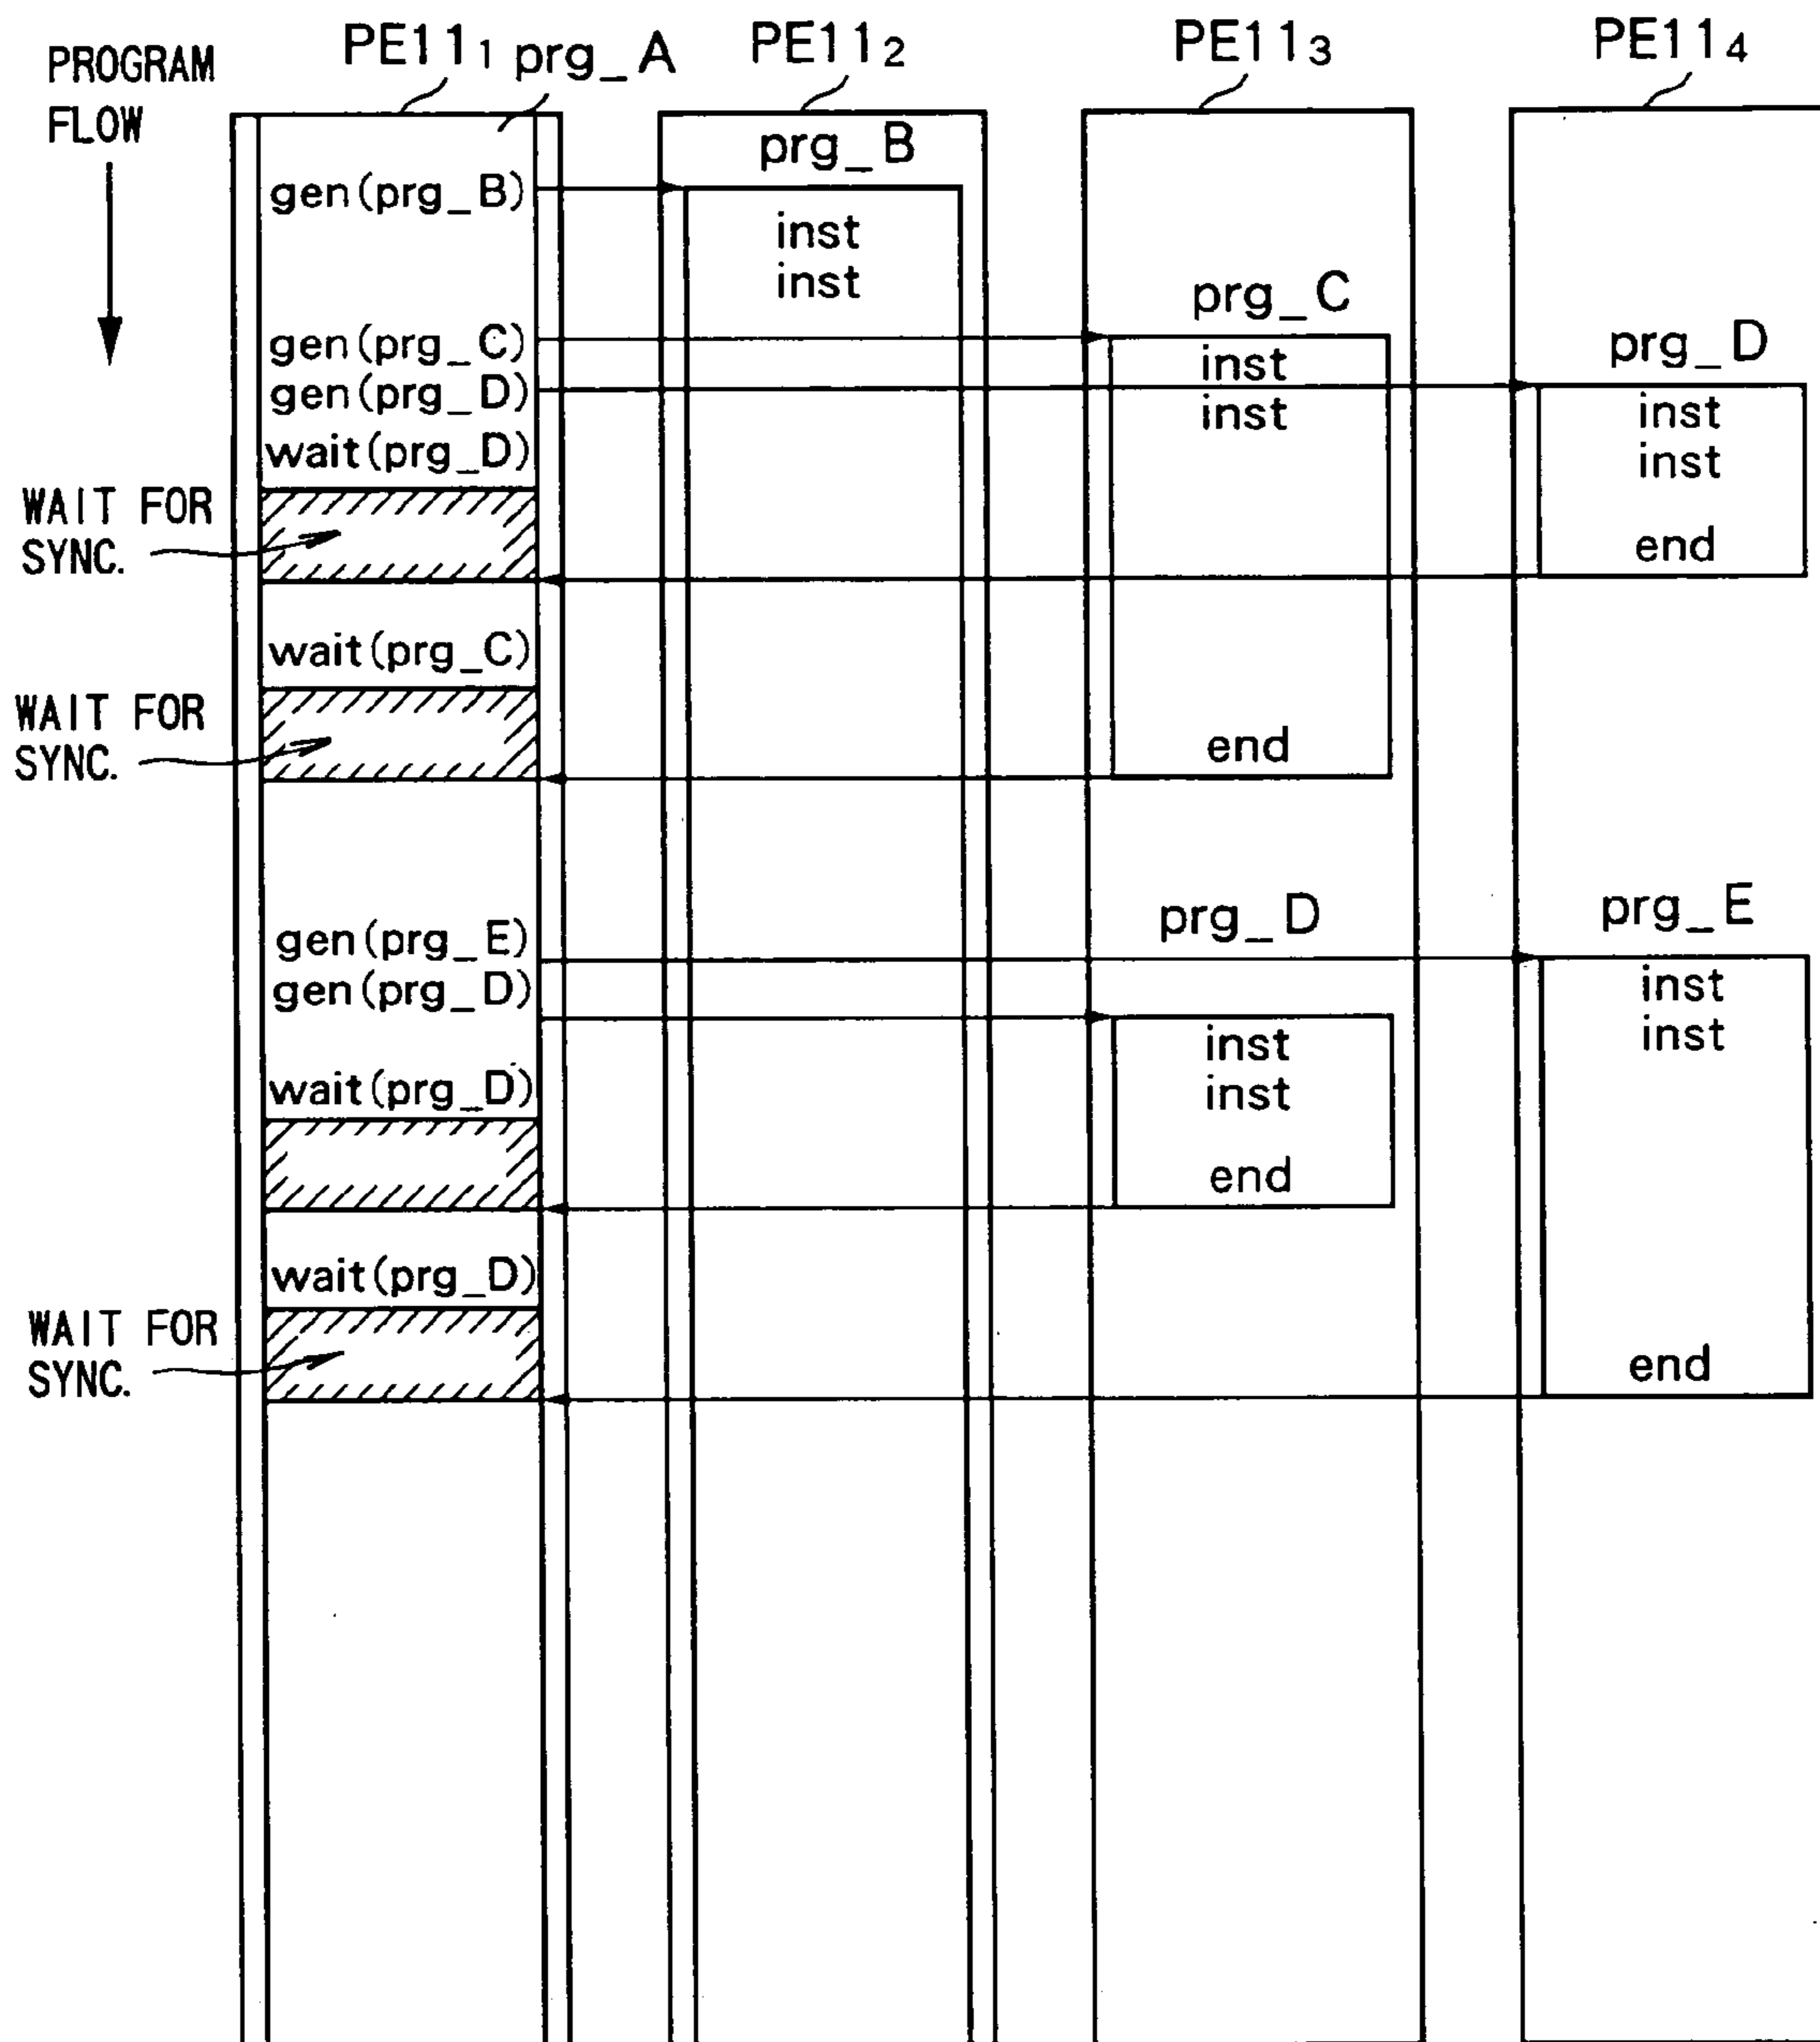 PROGRAM
FLOW
PE11₁
prg_A
PE11₂
PE11₃
PE11₄
prg_B
gen(prg_B)
inst
inst
prg_C
gen(prg_C)
inst
prg_D
gen(prg_D)
inst
inst
wait(prg_D)
inst
WAIT FOR
SYNC.
end
wait(prg_C)
WAIT FOR
SYNC.
end
prg_D
prg_E
gen(prg_E)
gen(prg_D)
inst
inst
inst
wait(prg_D)
inst
end
wait(prg_D)
WAIT FOR
SYNC.
end